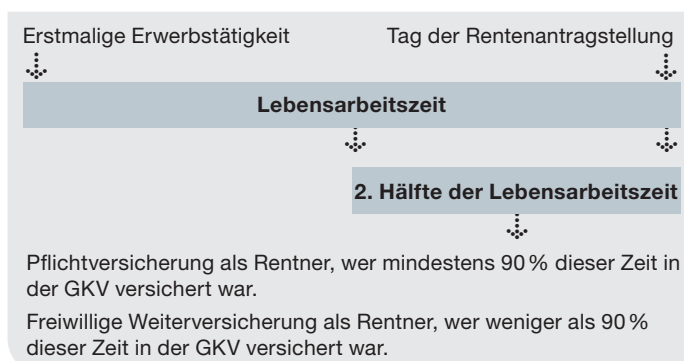 Erstmalige Erwerbstätigkeit
Tag der Rentenantragstellung
Lebensarbeitszeit
2. Hälfte der Lebensarbeitszeit
Pflichtversicherung als Rentner, wer mindestens 90 % dieser Zeit in
der GKV versichert war.
Freiwillige Weiterversicherung als Rentner, wer weniger als 90 %
dieser Zeit in der GKV versichert war.